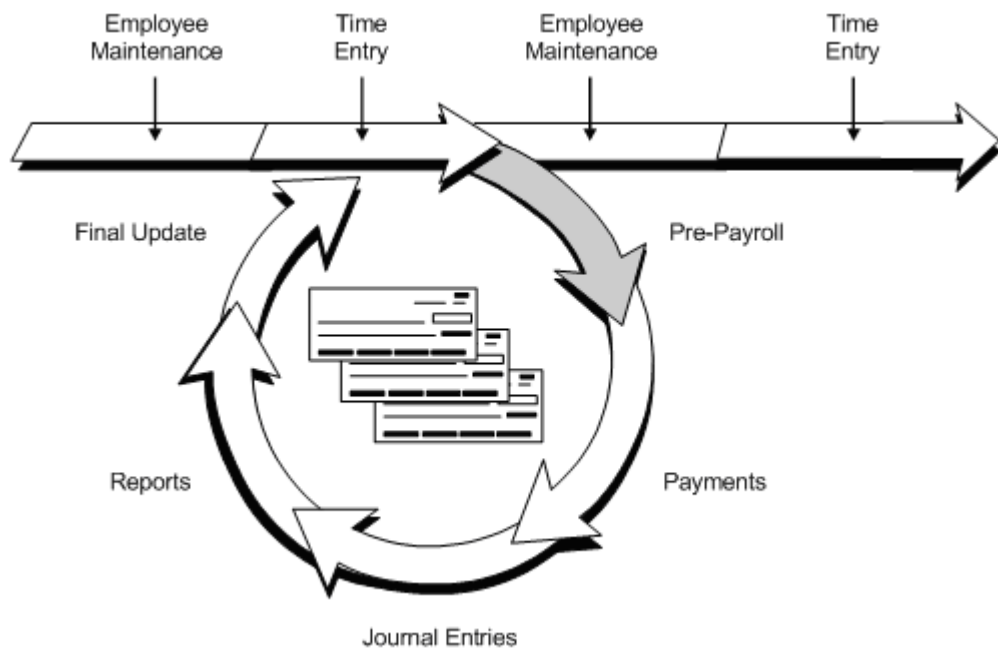 Employee
Maintenance
Time
Entry
Employee
Maintenance
Time
Entry
Final Update
Pre-Payroll
Reports
Payments
Journal Entries